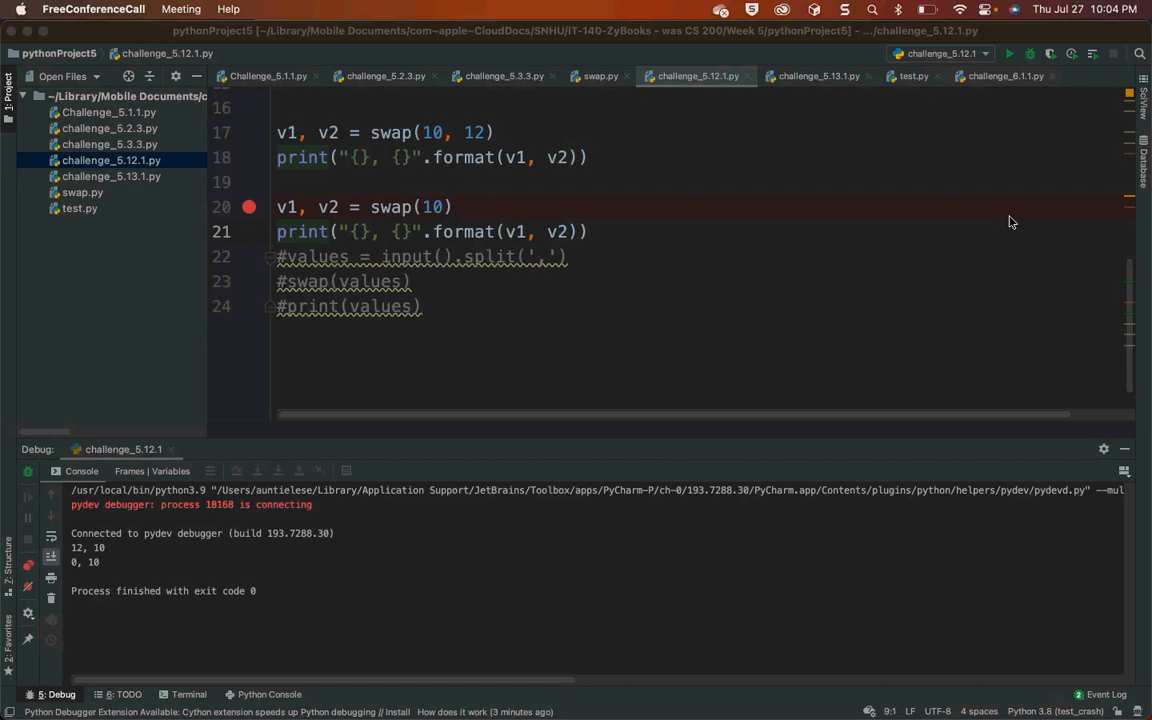 FreeConferenceCall Meeting Help Thu Jul 27 10:04 PM
pythonProject5 [~/Library/Mobile Documents/com~apple~CloudDocs/SNHU/IT-140-ZyBooks - was CS 200/Week 5/pythonProject5] - .../challenge_5.12.1.py
pythonProject5 challenge_5.12.1.py challenge_5.12.1
Open Files Challenge_5.1.1.py challenge_5.2.3.py challenge_5.3.3.py swap.py challenge_5.12.1.py challenge_5.13.1.py test.py challenge_6.1.1.py
1: Project
SciView
Database
~/Library/Mobile Documents/c
Challenge_5.1.1.py
challenge_5.2.3.py
challenge_5.3.3.py
challenge_5.12.1.py
challenge_5.13.1.py
swap.py
test.py
16
17 v1, v2 = swap(10, 12)
18 print("{}, {}".format(v1, v2))
19
20 v1, v2 = swap(10)
21 print("{}, {}".format(v1, v2))
22 #values = input().split(',')
23 #swap(values)
24 #print(values)
Debug: challenge_5.12.1
Console Frames | Variables
/usr/local/bin/python3.9 "/Users/auntielese/Library/Application Support/JetBrains/Toolbox/apps/PyCharm-P/ch-0/193.7288.30/PyCharm.app/Contents/plugins/python/helpers/pydev/pydevd.py" --mul
pydev debugger: process 18168 is connecting
Connected to pydev debugger (build 193.7288.30)
12, 10
0, 10
Process finished with exit code 0
Z: Structure
2: Favorites
5: Debug 6: TODO Terminal Python Console 2 Event Log
Python Debugger Extension Available: Cython extension speeds up Python debugging // Install How does it work (3 minutes ago) 9:1 LF UTF-8 4 spaces Python 3.8 (test_crash)